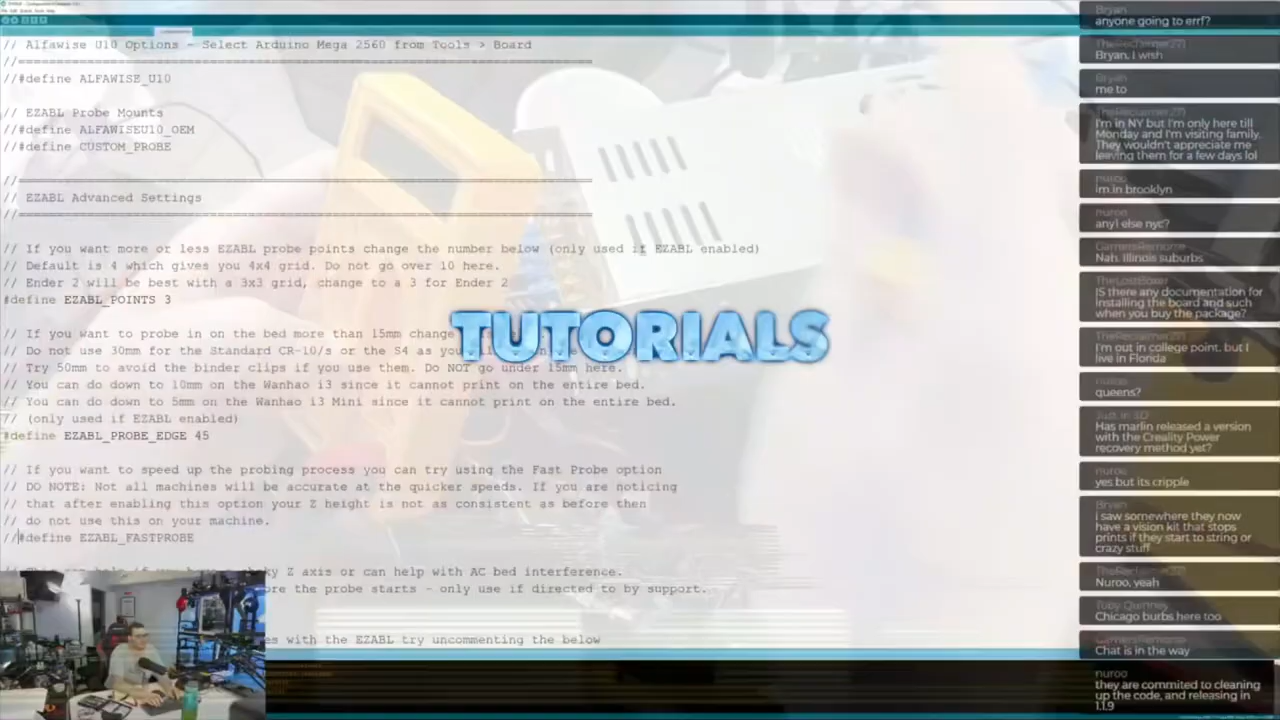 // Alfawise U10 Options - Select Arduino Mega 2560 from Tools > Board
//#define ALFAWISE_U10
// EZABL Probe Mounts
//#define ALFAWISEU10_OEM
//#define CUSTOM_PROBE
// EZABL Advanced Settings
// If you want more or less EZABL probe points change the number below (only used if EZABL enabled)
// Default is 4 which gives you 4x4 grid. Do not go over 10 here.
// Ender 2 will be best with a 3x3 grid, change to a 3 for Ender 2
#define EZABL_POINTS 3
// If you want to probe in on the bed more than 15mm change
// Do not use 30mm for the Standard CR-10/s or the S4 as
// Try 50mm to avoid the binder clips if you use them. Do NOT go under 15mm here.
// You can do down to 10mm on the Wanhao i3 since it cannot print on the entire bed.
// You can do down to 5mm on the Wanhao i3 Mini since it cannot print on the entire bed.
// (only used if EZABL enabled)
#define EZABL_PROBE_EDGE 45
// If you want to speed up the probing process you can try using the Fast Probe option
// DO NOTE: Not all machines will be accurate at the quicker speeds. If you are noticing
// that after enabling this option your Z height is not as consistent as before then
// do not use this on your machine.
//#define EZABL_FASTPROBE
Z axis or can help with AC bed interference.
the probe starts - only use if directed to by support.
with the EZABL try uncommenting the below
TUTORIALS
Bryan
anyone going to errf?
Bryan, I wish
Bryan
me to
I'm in NY but I'm only here till
Monday and I'm visiting family.
They wouldn't appreciate me
leaving them for a few days lol
nuroo
im in brooklyn
nuroo
any1 else nyc?
Nah. Illinois suburbs
TheLostBoxer
IS there any documentation for
installing the board and such
when you buy the package?
I'm out in college point. but I
live in Florida
nuroo
queens?
Just in 3D
Has marlin released a version
with the Creality Power
recovery method yet?
nuroo
yes but its cripple
Bryan
i saw somewhere they now
have a vision kit that stops
prints if they start to string or
crazy stuff
Nuroo, yeah
Toby Quinney
Chicago burbs here too
Chat is in the way
nuroo
they are commited to cleaning
up the code, and releasing in
1.1.9